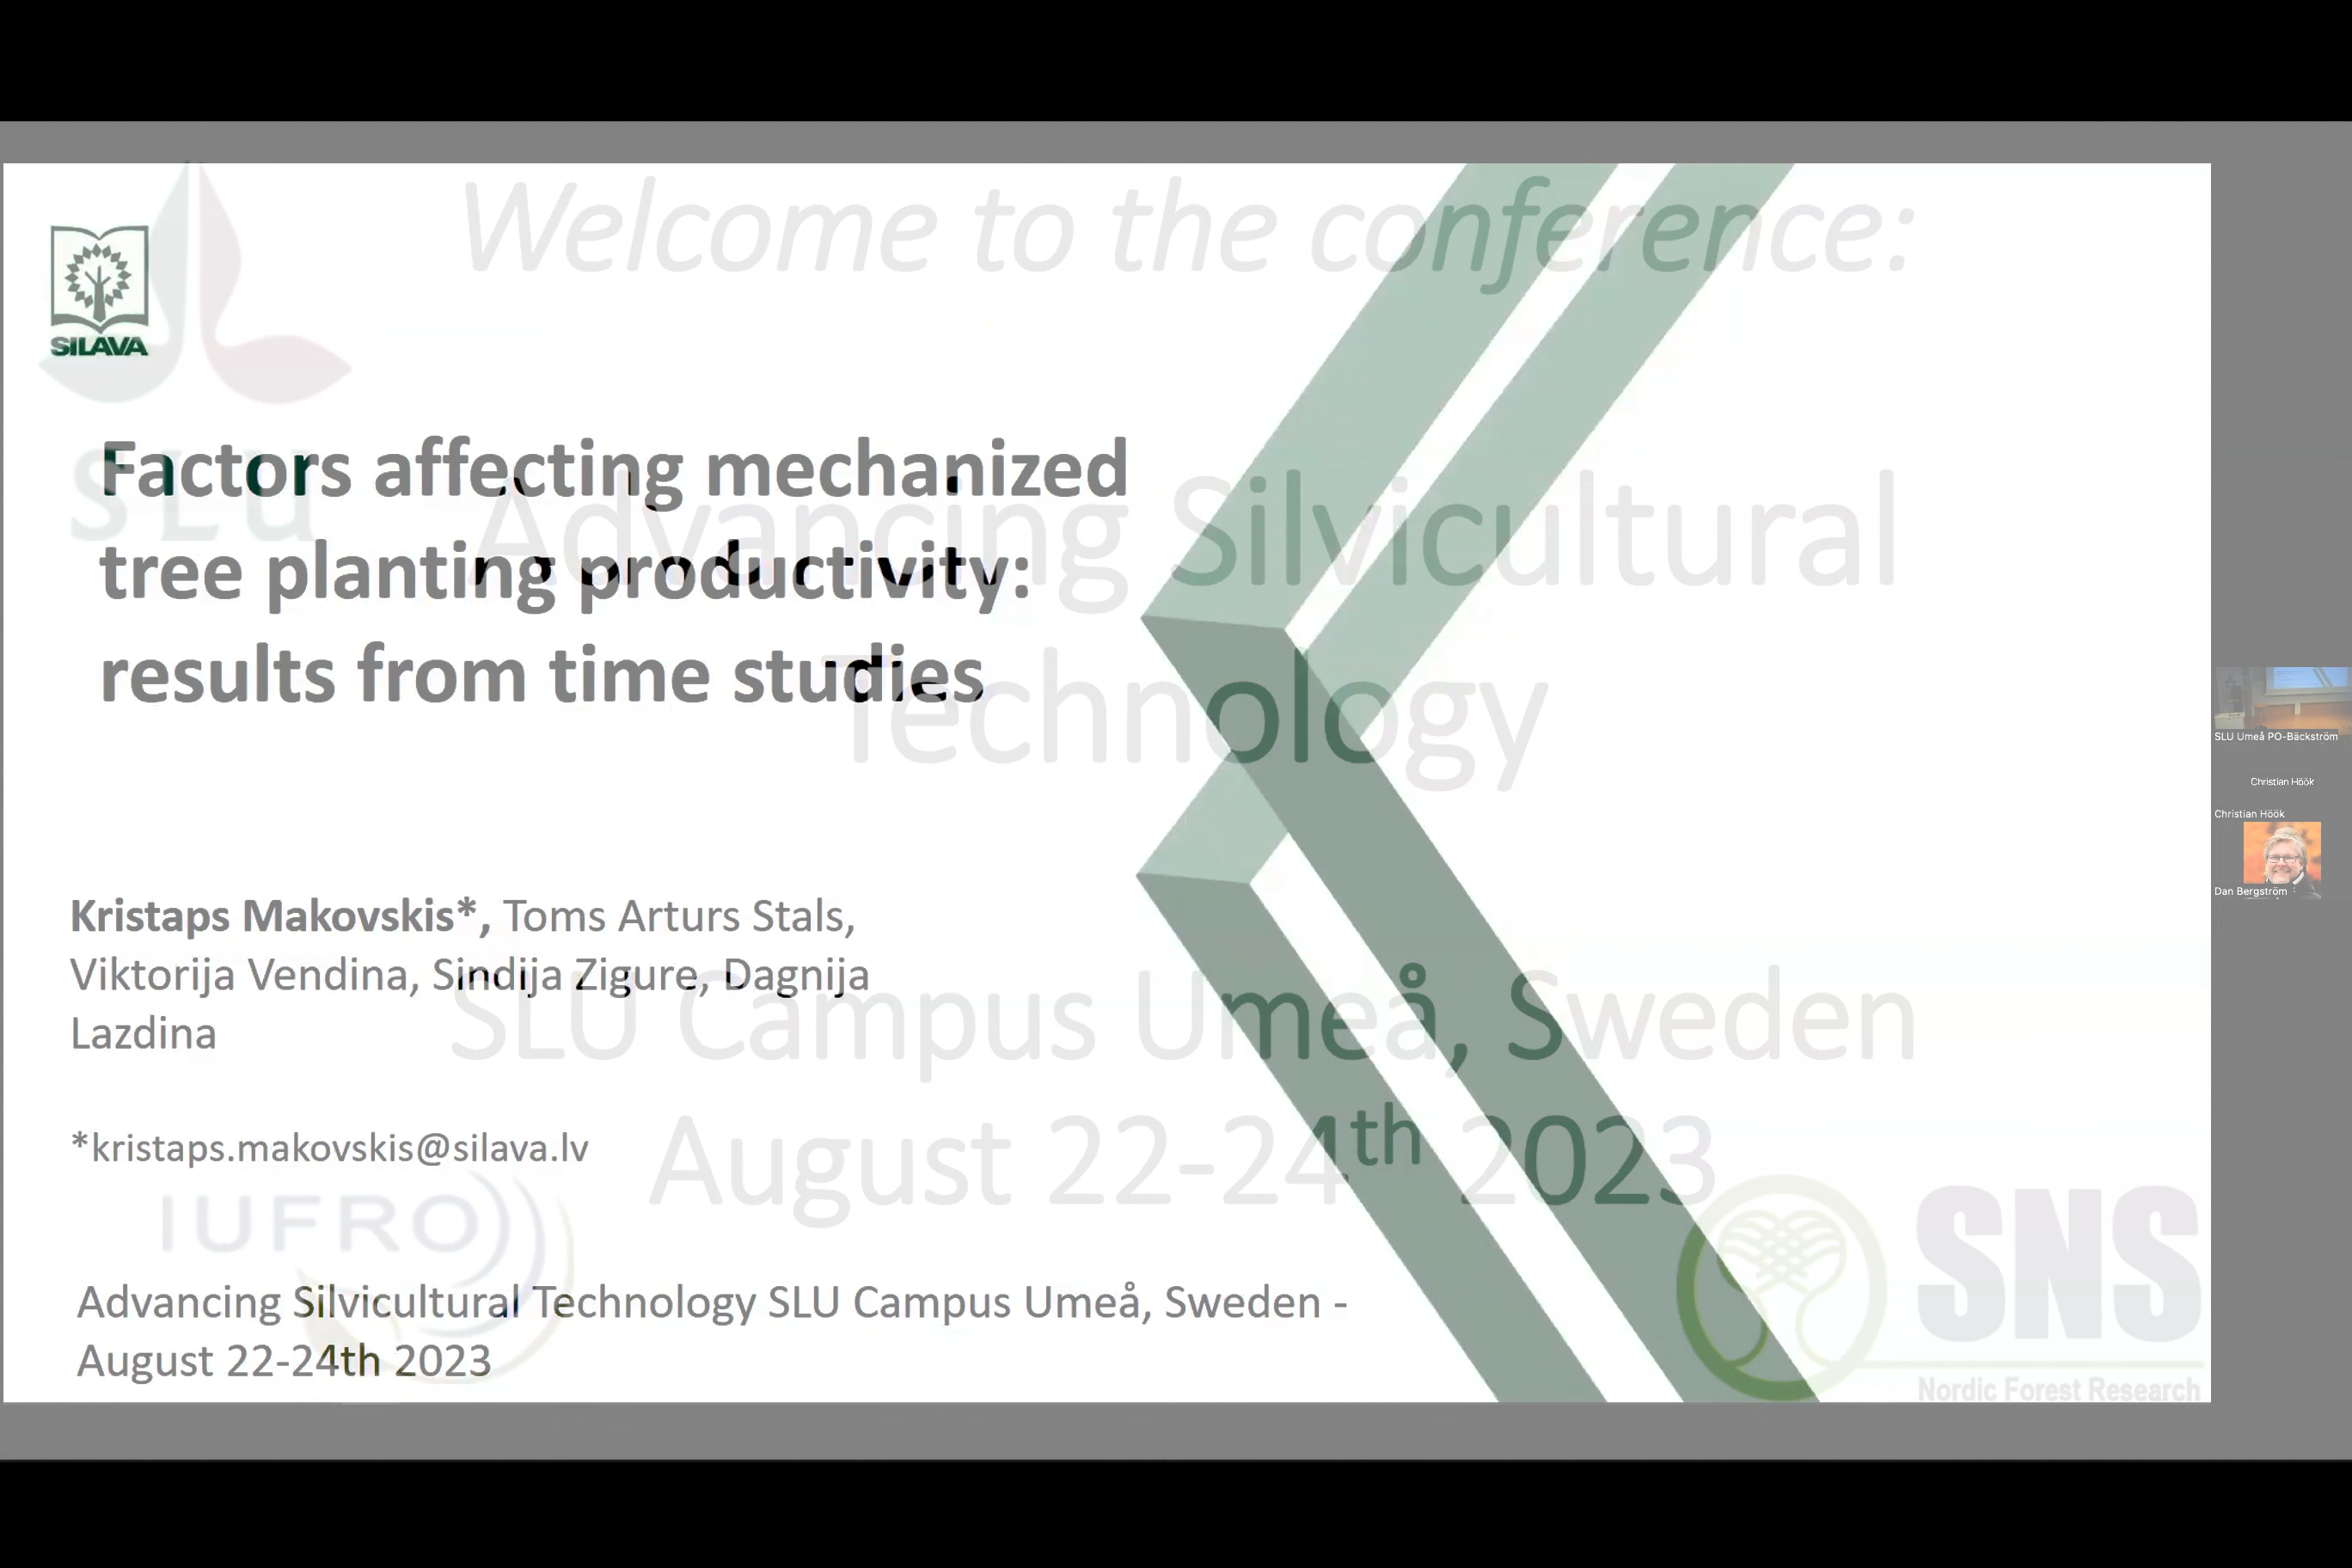 Welcome to the conference:
SILAVA
SLU
Factors affecting mechanized
tree planting productivity:
results from time studies
Advancing Silvicultural
Technology
Kristaps Makovskis*, Toms Arturs Stals,
Viktorija Vendina, Sindija Zigure, Dagnija
Lazdina
SLU Campus Umeå, Sweden
August 22-24th 2023
*kristaps.makovskis@silava.lv
IUFRO
Advancing Silvicultural Technology SLU Campus Umeå, Sweden -
August 22-24th 2023
SNS
Nordic Forest Research
SLU Umeå PO-Bäckström
Christian Höök
Christian Höök
Dan Bergström